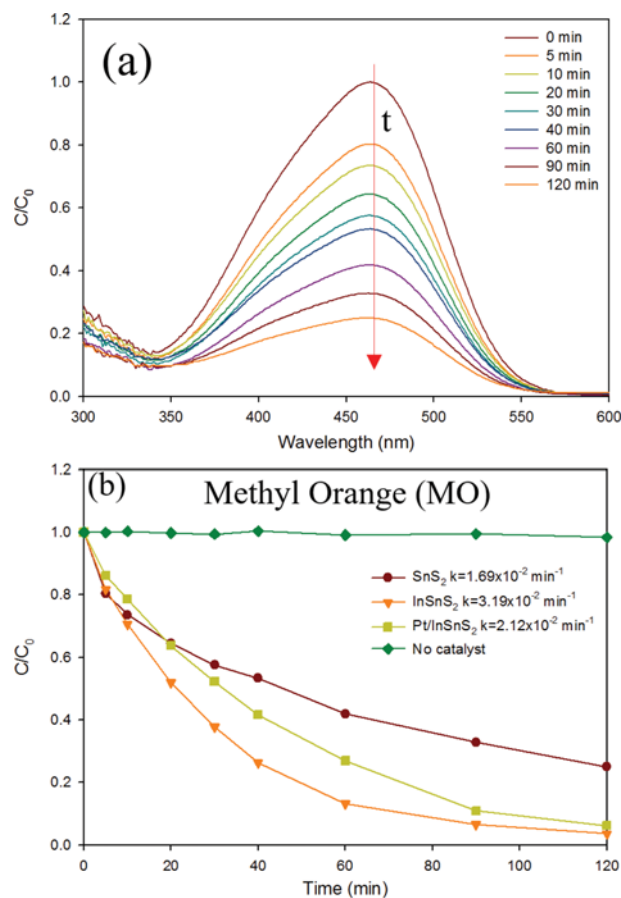 (a)
t
0 min
5 min
10 min
20 min
30 min
40 min
60 min
90 min
120 min
C/C₀
1.2
1.0
0.8
0.6
0.4
0.2
0.0
300 350 400 450 500 550 600
Wavelength (nm)
(b) Methyl Orange (MO)
SnS₂ k=1.69x10⁻² min⁻¹
InSnS₂ k=3.19x10⁻² min⁻¹
Pt/InSnS₂ k=2.12x10⁻² min⁻¹
No catalyst
C/C₀
1.2
1.0
0.8
0.6
0.4
0.2
0.0
0 20 40 60 80 100 120
Time (min)